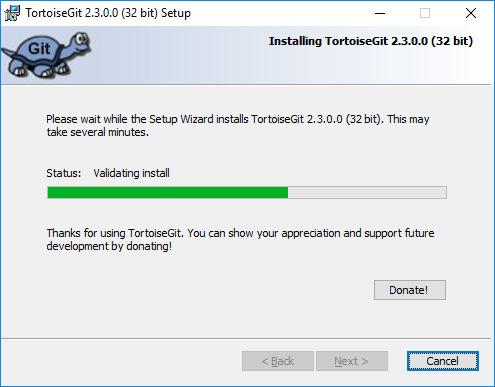 TortoiseGit 2.3.0.0 (32 bit) Setup
Git
Installing TortoiseGit 2.3.0.0 (32 bit)
Please wait while the Setup Wizard installs TortoiseGit 2.3.0.0 (32 bit). This may
take several minutes.
Status: Validating install
Thanks for using TortoiseGit. You can show your appreciation and support future
development by donating!
Donate!
< Back Next > Cancel